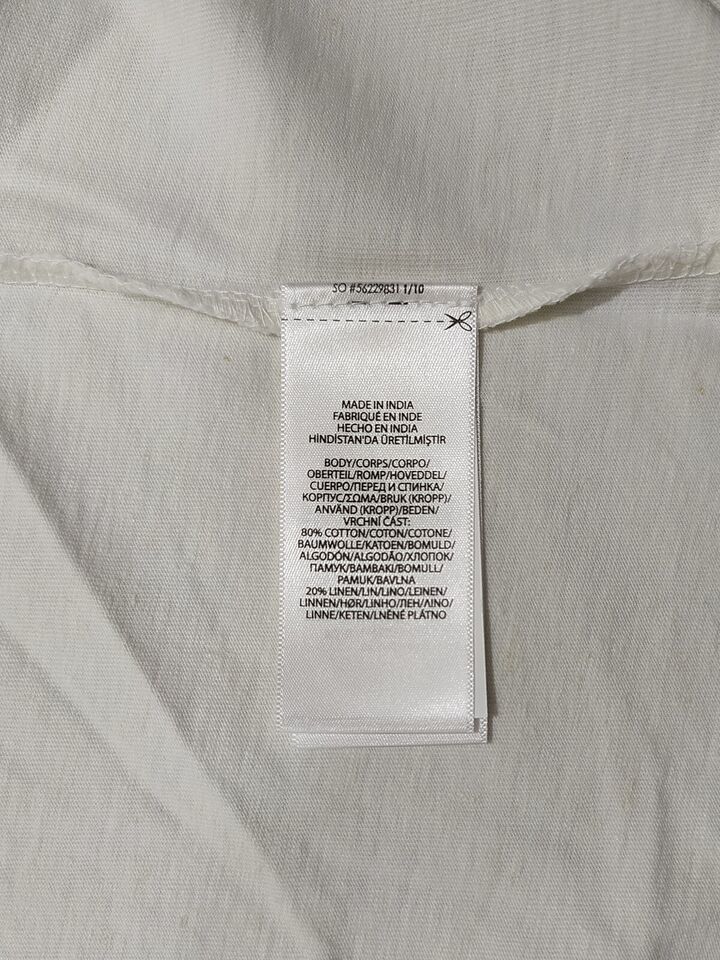 SO #56229831 1/10
MADE IN INDIA
FABRIQUÉ EN INDE
HECHO EN INDIA
HİNDİSTAN'DA ÜRETİLMİŞTİR
BODY/CORPS/CORPO/
OBERTEIL/ROMP/HOVEDDEL/
CUERPO/ПЕРЕД И СПИНКА/
КОРПУС/ΣΩΜΑ/BRUK (KROPP)/
ANVÄND (KROPP)/BEDEN/
VRCHNÍ ČÁST:
80% COTTON/COTON/COTONE/
BAUMWOLLE/KATOEN/BOMULD/
ALGODÓN/ALGODÃO/ХЛОПОК/
ПАМУК/ΒΑΜΒΑΚΙ/BOMULL/
PAMUK/BAVLNA
20% LINEN/LIN/LINO/LEINEN/
LINNEN/HØR/LINHO/ЛЕН/ΛΙΝΟ/
LINNE/KETEN/LNĚNÉ PLÁTNO